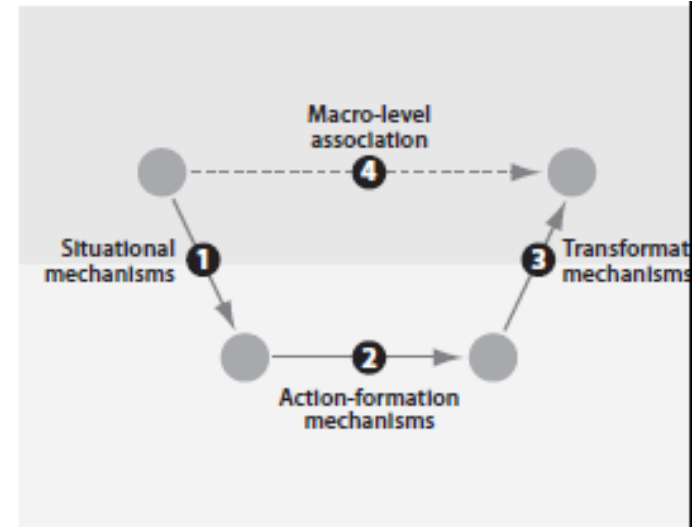 Macro-level
association
4
Situational
mechanisms
1
3
Transformat
mechanisms
2
Action-formation
mechanisms